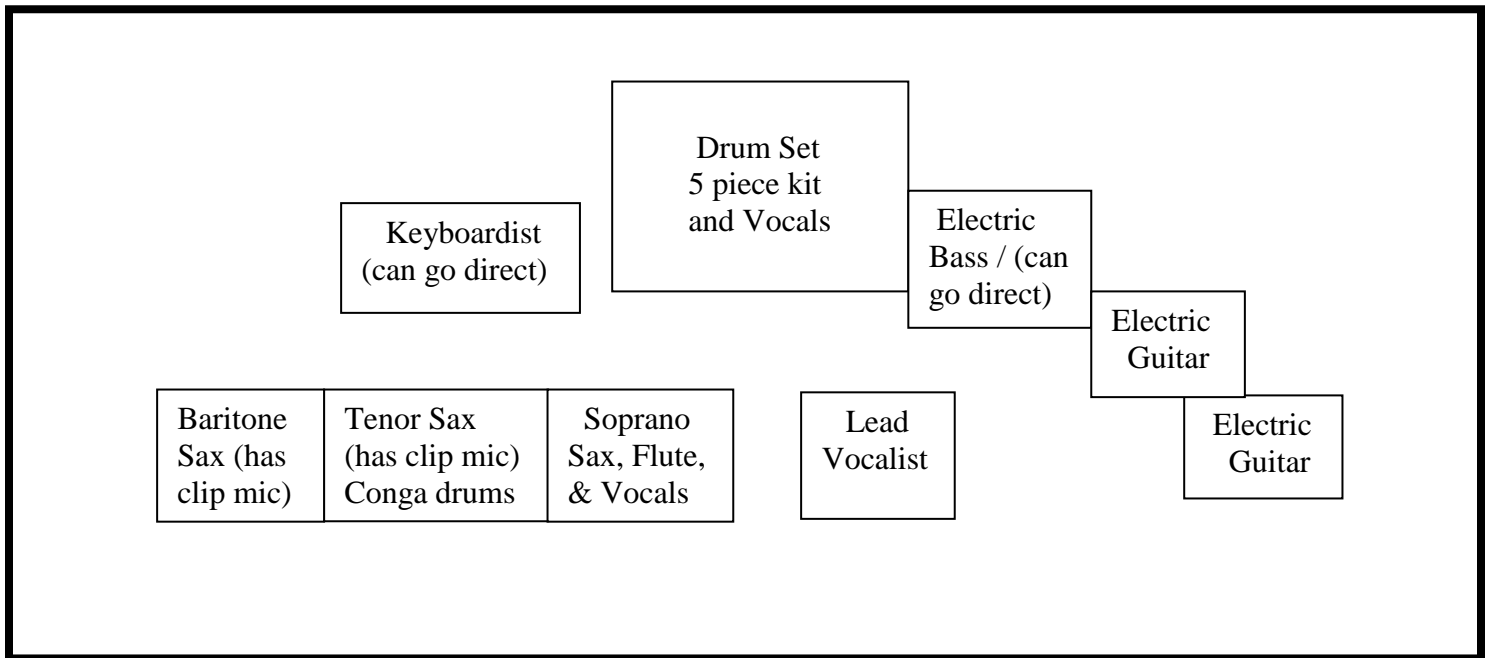 Drum Set
5 piece kit
and Vocals
Keyboardist
(can go direct)
Electric
Bass / (can
go direct)
Electric
Guitar
Baritone
Sax (has
clip mic)
Tenor Sax
(has clip mic)
Conga drums
Soprano
Sax, Flute,
& Vocals
Lead
Vocalist
Electric
Guitar